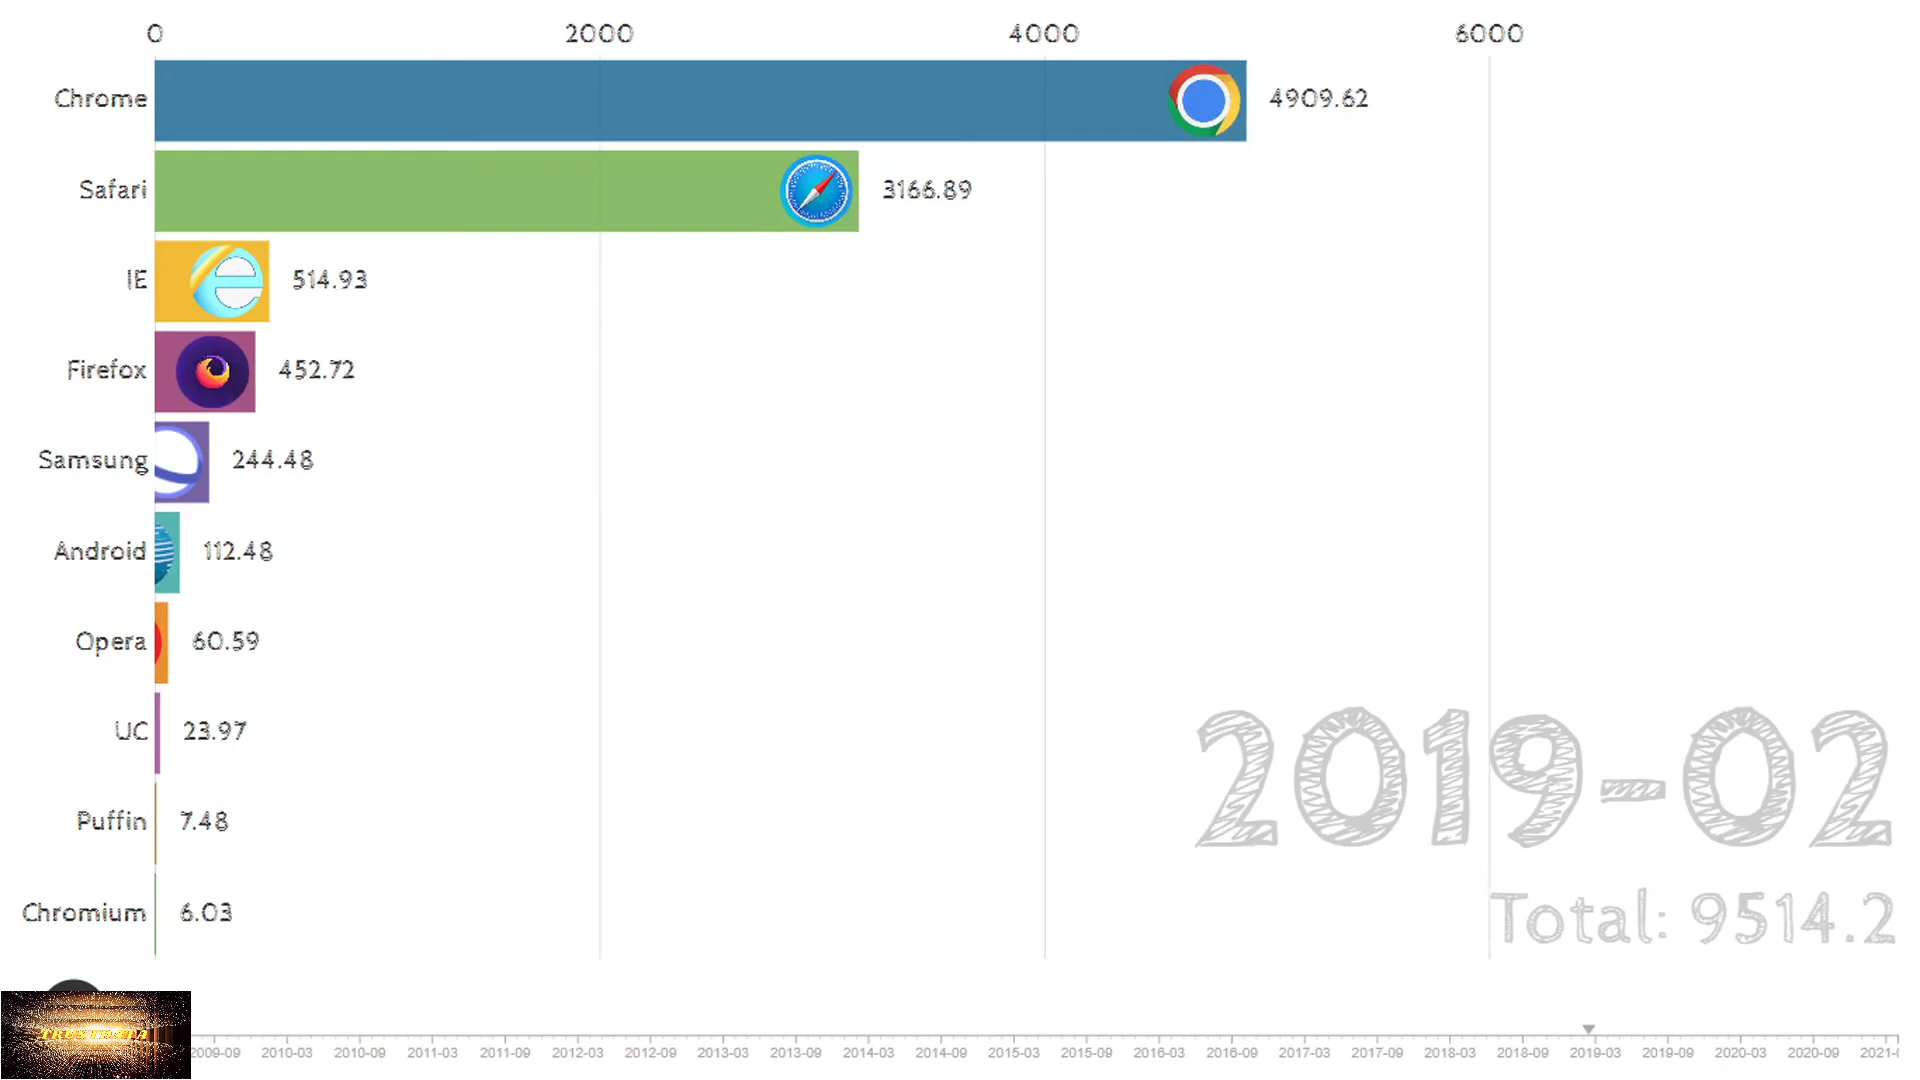 0 2000 4000 6000
Chrome 4909.62
Safari 3166.89
IE 514.93
Firefox 452.72
Samsung 244.48
Android 112.48
Opera 60.59
UC 23.97
Puffin 7.48
Chromium 6.03
2019-02
Total: 9514.2
2009-09 2010-03 2010-09 2011-03 2011-09 2012-03 2012-09 2013-03 2013-09 2014-03 2014-09 2015-03 2015-09 2016-03 2016-09 2017-03 2017-09 2018-03 2018-09 2019-03 2019-09 2020-03 2020-09